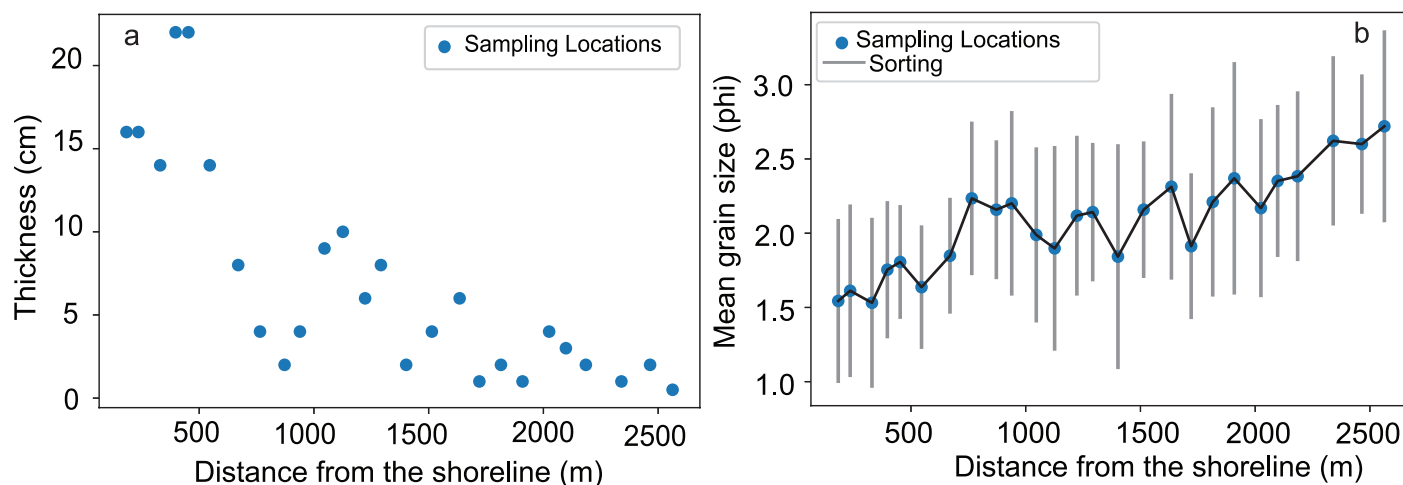 a
Sampling Locations
Thickness (cm)
20
15
10
5
0
500
1000
1500
2000
2500
Distance from the shoreline (m)
b
Sampling Locations
Sorting
Mean grain size (phi)
3.0
2.5
2.0
1.5
1.0
500
1000
1500
2000
2500
Distance from the shoreline (m)